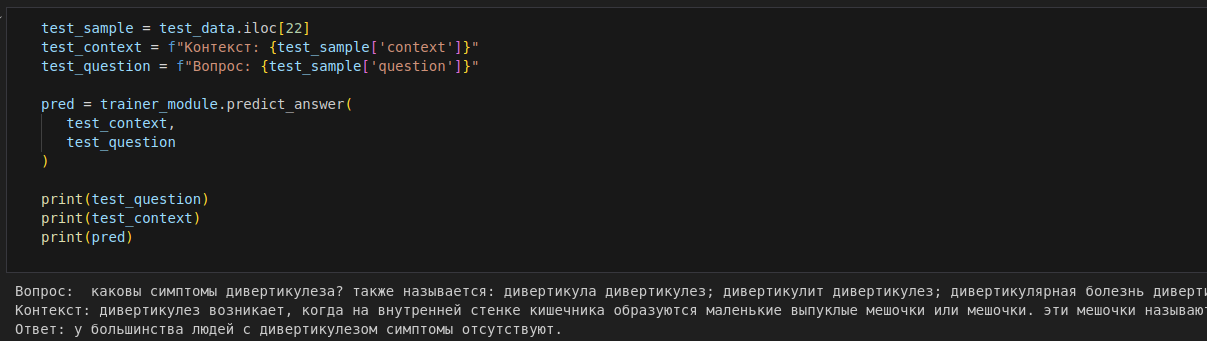 test_sample = test_data.iloc[22]
test_context = f"Контекст: {test_sample['context']}"
test_question = f"Вопрос: {test_sample['question']}"
pred = trainer_module.predict_answer(
test_context,
test_question
)
print(test_question)
print(test_context)
print(pred)
Вопрос:  каковы симптомы дивертикулеза? также называется: дивертикула дивертикулез; дивертикулит дивертикулез; дивертикулярная болезнь диверти
Контекст: дивертикулез возникает, когда на внутренней стенке кишечника образуются маленькие выпуклые мешочки или мешочки. эти мешочки называют
Ответ: у большинства людей с дивертикулезом симптомы отсутствуют.